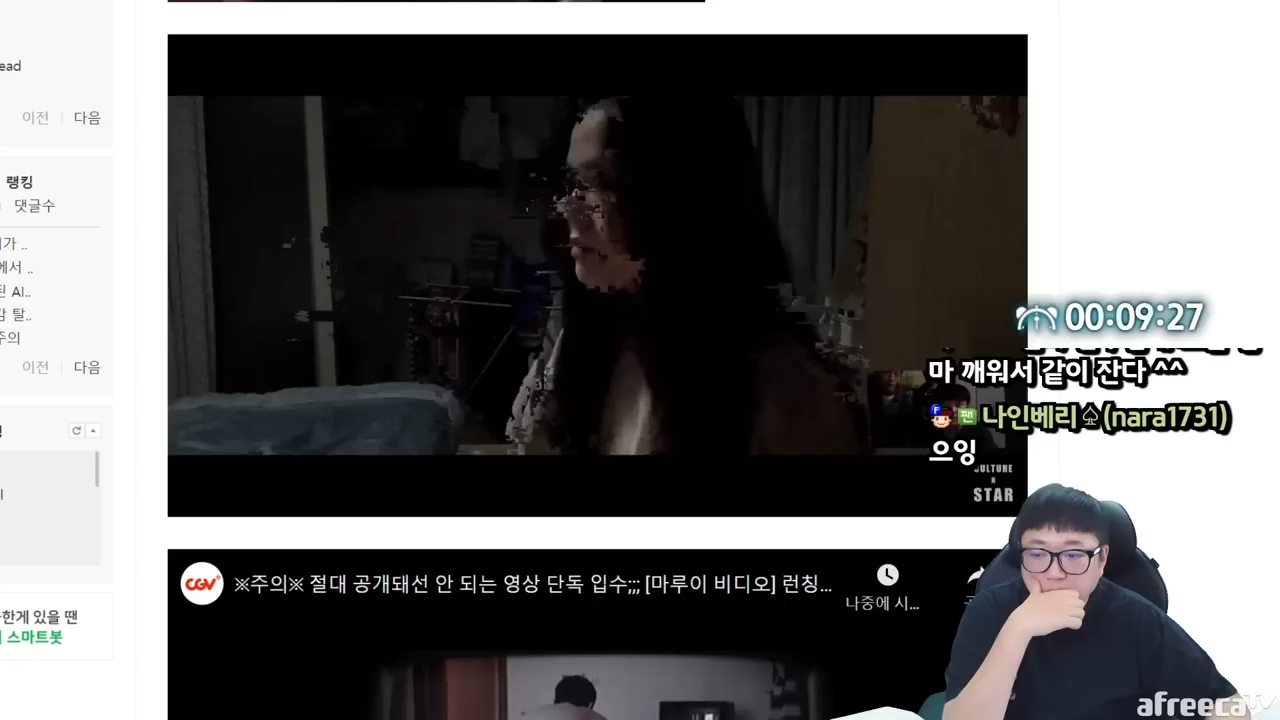 ead
이전
다음
랭킹
댓글수
가 ..
에서 ..
된 AI..
감 탈..
주의
이전
다음
한게 있을 땐
스마트봇
CULTURE
N
STAR
CGV
※주의※ 절대 공개돼선 안 되는 영상 단독 입수;;; [마루이 비디오] 런칭...
나중에 시...
00:09:27
마 깨워서 같이 잔다 ^^
F 팬 나인베리♤(nara1731)
으잉
afreecaTV